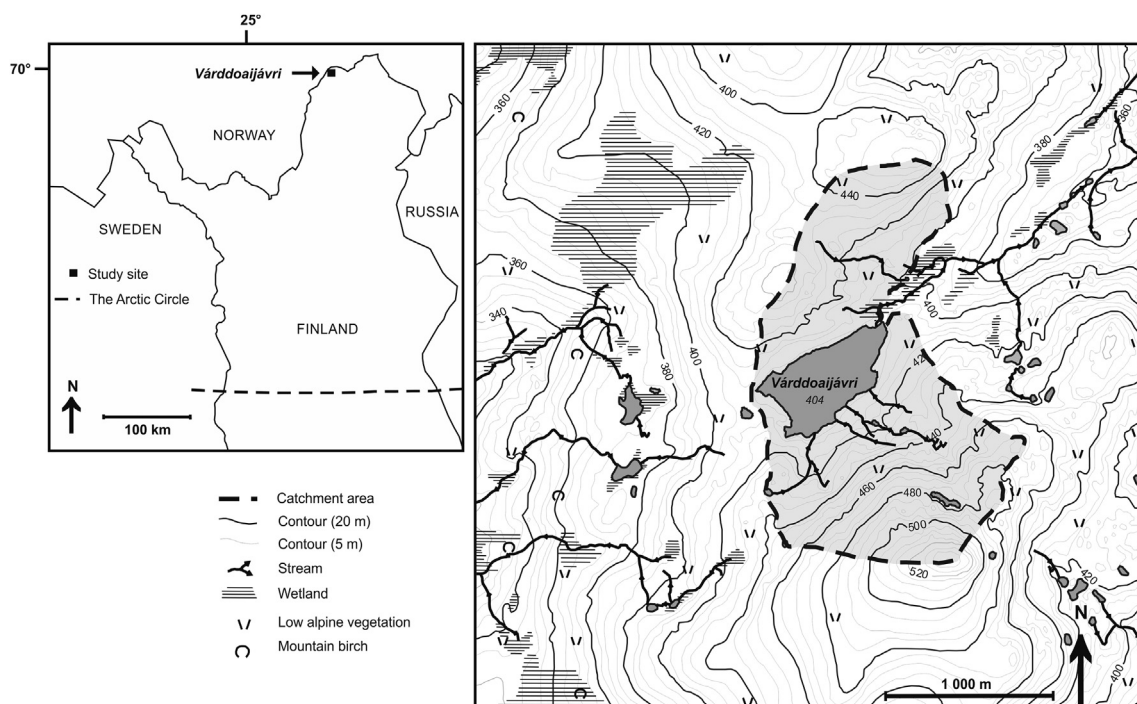 25°
70°
Várddoaijávri
NORWAY
SWEDEN
RUSSIA
Study site
The Arctic Circle
FINLAND
N
100 km
Catchment area
Contour (20 m)
Contour (5 m)
Stream
Wetland
Low alpine vegetation
Mountain birch
360
400
420
380
360
440
360
340
400
380
400
Várddoaijávri
404
460
480
500
520
420
N
400
1 000 m